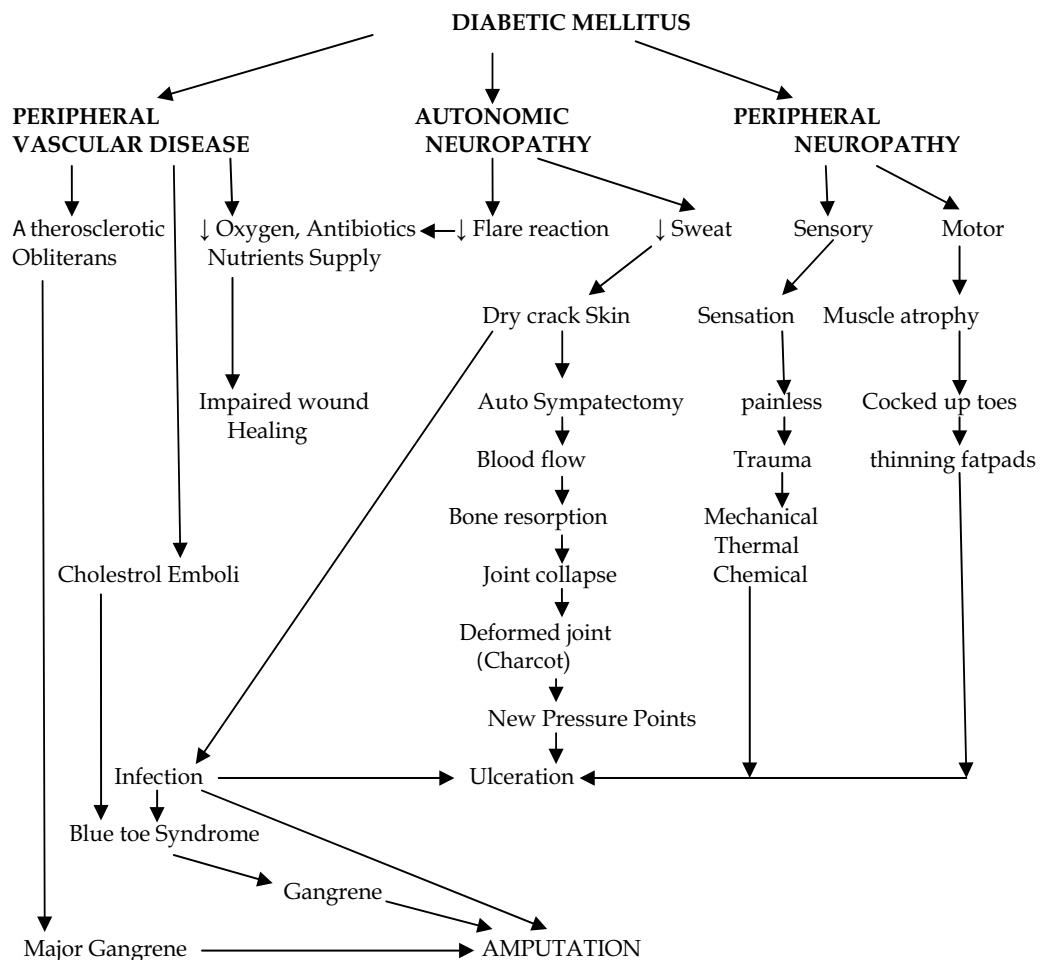 DIABETIC MELLITUS
PERIPHERAL
VASCULAR DISEASE
AUTONOMIC
NEUROPATHY
PERIPHERAL
NEUROPATHY
A therosclerotic
Obliterans
↓ Oxygen, Antibiotics
Nutrients Supply
↓ Flare reaction
↓ Sweat
Sensory
Motor
Dry crack Skin
Sensation
Muscle atrophy
Impaired wound
Healing
Auto Sympatectomy
painless
Cocked up toes
Blood flow
Trauma
thinning fatpads
Bone resorption
Mechanical
Thermal
Chemical
Cholestrol Emboli
Joint collapse
Deformed joint
(Charcot)
New Pressure Points
Infection
Ulceration
Blue toe Syndrome
Gangrene
Major Gangrene
AMPUTATION